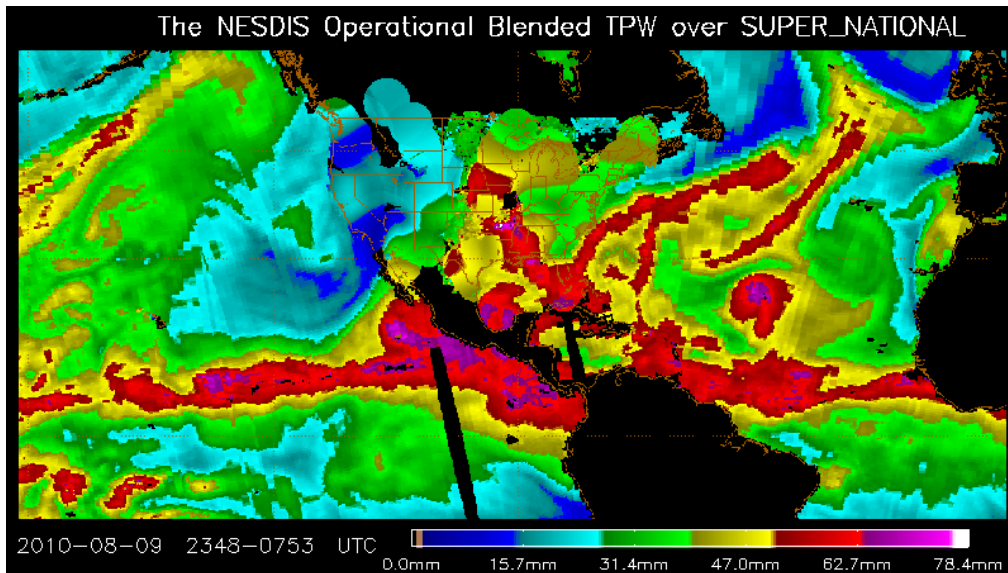 The NESDIS Operational Blended TPW over SUPER_NATIONAL
2010-08-09 2348-0753 UTC
0.0mm 15.7mm 31.4mm 47.0mm 62.7mm 78.4mm